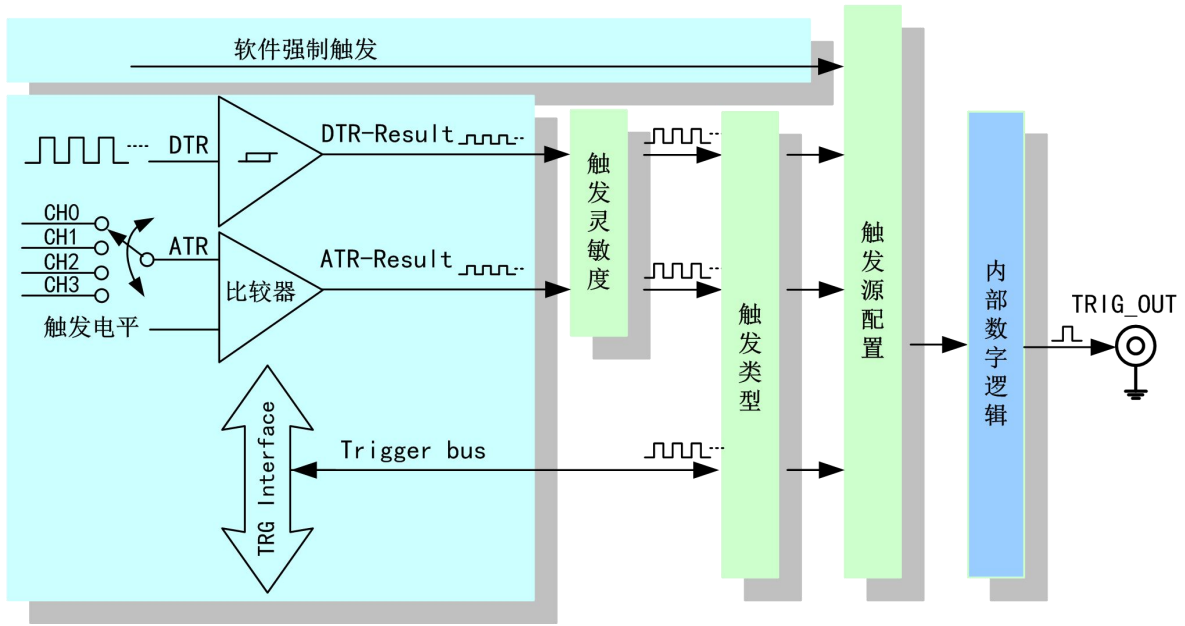 软件强制触发
DTR
DTR-Result
CH0
CH1
CH2
CH3
ATR
ATR-Result
比较器
触发电平
TRG Interface
Trigger bus
触发灵敏度
触发类型
触发源配置
内部数字逻辑
TRIG_OUT